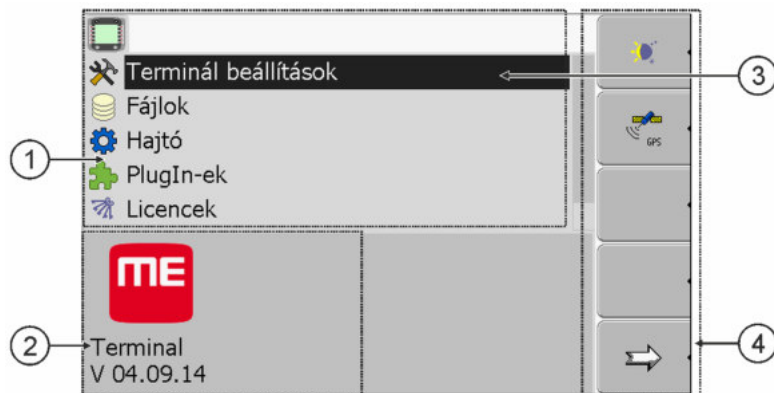 Terminál beállítások
Fájlok
Hajtó
PlugIn-ek
Licencek
GPS
ME
Terminal
V 04.09.14
1
2
3
4